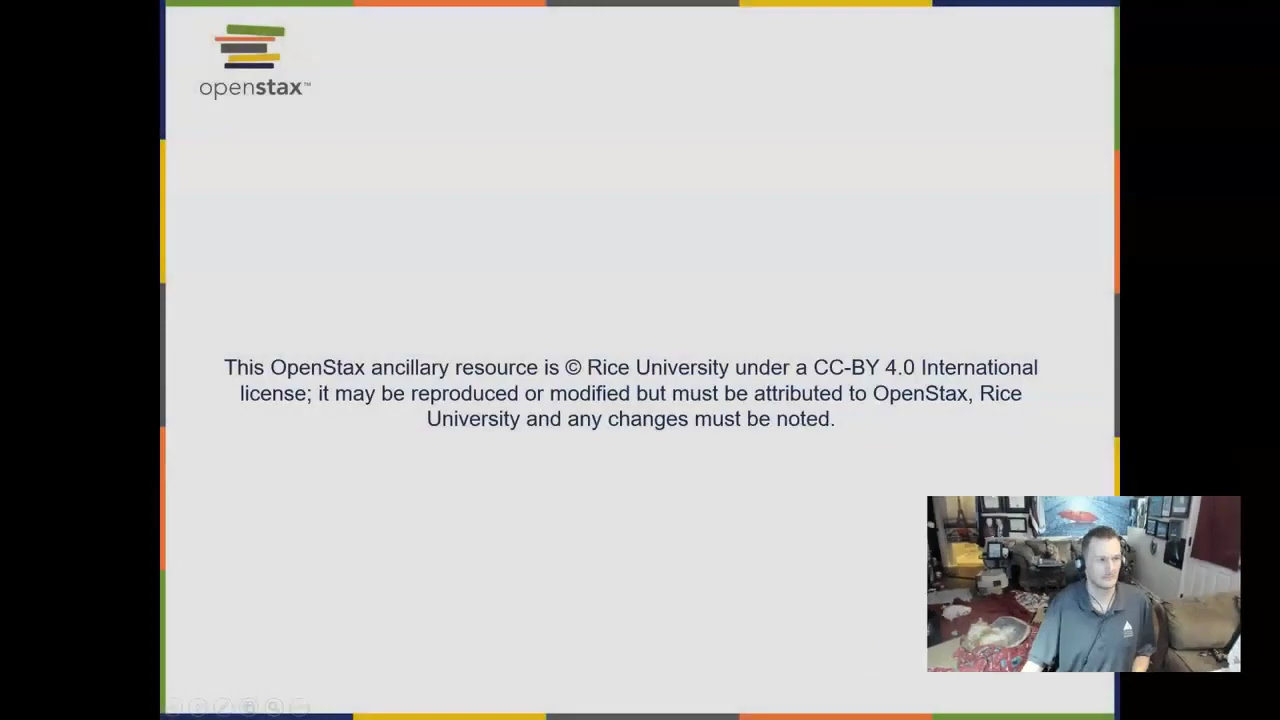 openstax™
This OpenStax ancillary resource is © Rice University under a CC-BY 4.0 International
license; it may be reproduced or modified but must be attributed to OpenStax, Rice
University and any changes must be noted.